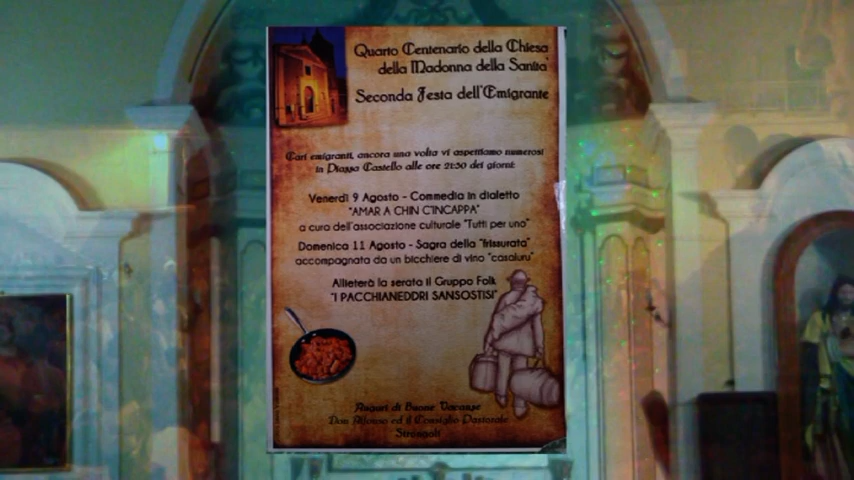 Quarto Centenario della Chiesa
della Madonna della Sanita'
Seconda Festa dell'Emigrante
Cari emigranti, ancora una volta vi aspettiamo numerosi
in Piazza Castello alle ore 21:30 dei giorni:
Venerdì 9 Agosto - Commedia in dialetto
"AMAR A CHIN C'INCAPPA"
a cura dell'associazione culturale "Tutti per uno"
Domenica 11 Agosto - Sagra della "frissurata"
accompagnata da un bicchiere di vino "casaluru"
Allieterà la serata il Gruppo Folk
"I PACCHIANEDDRI SANSOSTISI"
Auguri di Buone Vacanze
Don Alfonso ed il Consiglio Pastorale
Strongoli